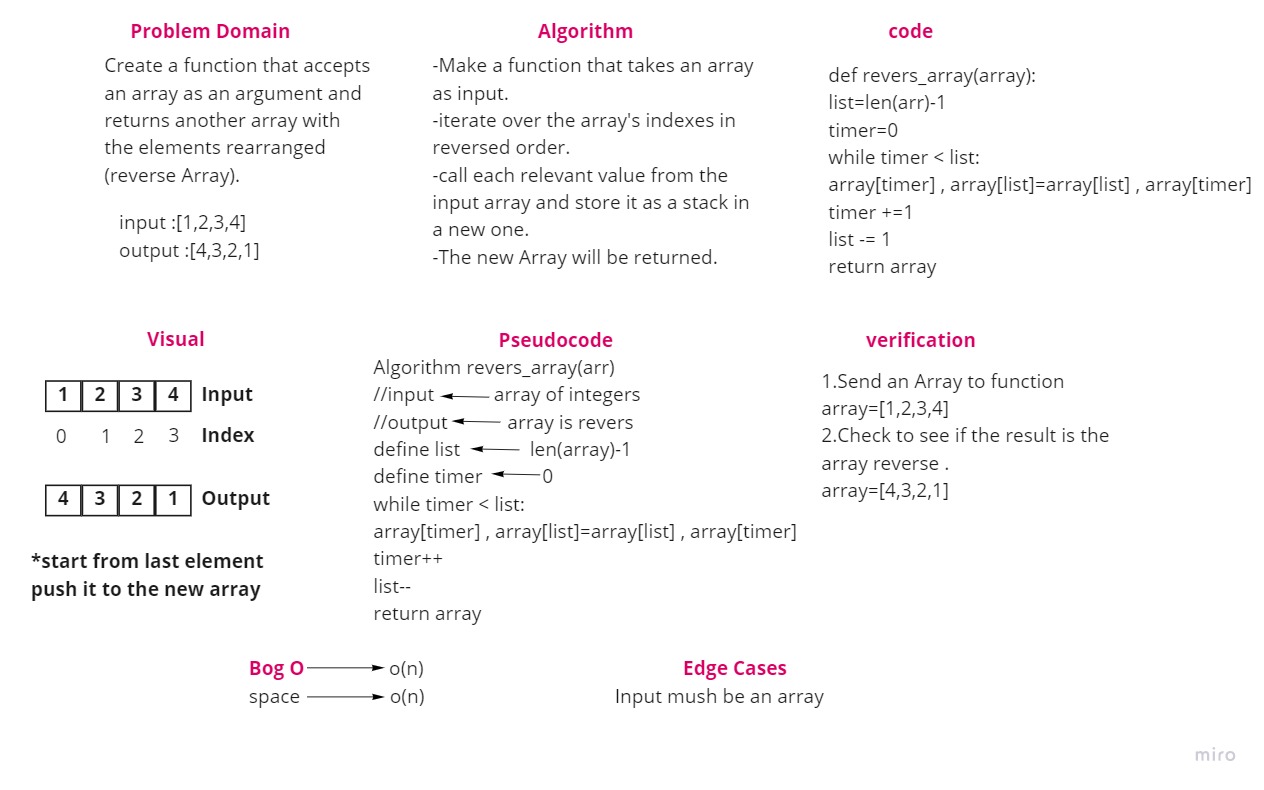 Problem Domain
Create a function that accepts
an array as an argument and
returns another array with
the elements rearranged
(reverse Array).
input :[1,2,3,4]
output :[4,3,2,1]
Algorithm
-Make a function that takes an array
as input.
-iterate over the array's indexes in
reversed order.
-call each relevant value from the
input array and store it as a stack in
a new one.
-The new Array will be returned.
code
def revers_array(array):
list=len(arr)-1
timer=0
while timer < list:
array[timer] , array[list]=array[list] , array[timer]
timer +=1
list -= 1
return array
Visual
1 2 3 4 Input
0 1 2 3 Index
4 3 2 1 Output
*start from last element
push it to the new array
Pseudocode
Algorithm revers_array(arr)
//input array of integers
//output array is revers
define list len(array)-1
define timer 0
while timer < list:
array[timer] , array[list]=array[list] , array[timer]
timer++
list--
return array
verification
1.Send an Array to function
array=[1,2,3,4]
2.Check to see if the result is the
array reverse .
array=[4,3,2,1]
Bog O o(n)
space o(n)
Edge Cases
Input mush be an array
miro